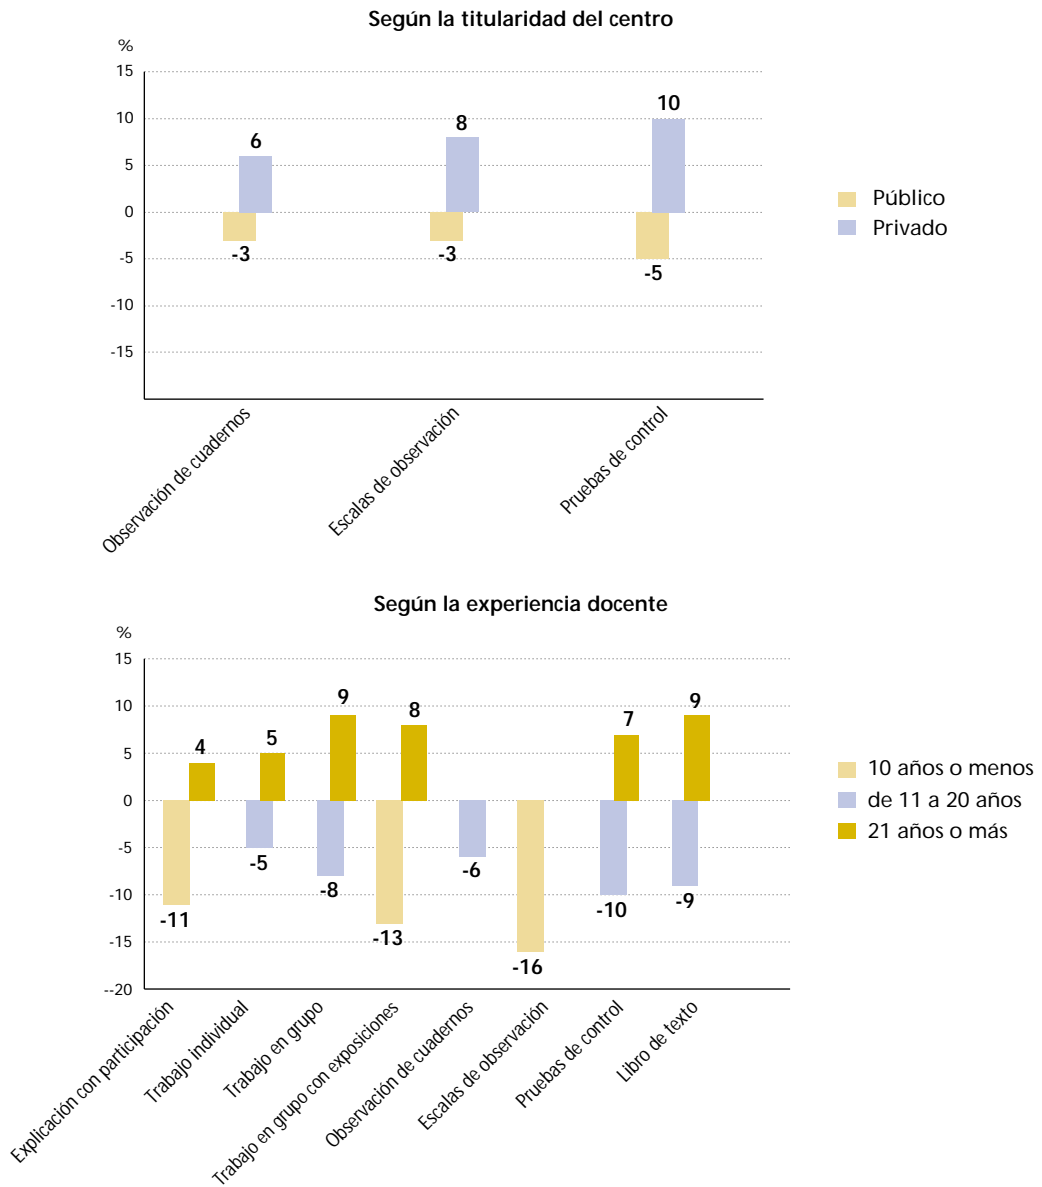 Según la titularidad del centro
%
15
10
5
0
-5
-10
-15
6
8
10
-3
-3
-5
Público
Privado
Observación de cuadernos
Escalas de observación
Pruebas de control
Según la experiencia docente
%
15
10
5
0
-5
-10
-15
--20
4
5
9
8
7
9
-11
-5
-8
-13
-6
-16
-10
-9
10 años o menos
de 11 a 20 años
21 años o más
Explicación con participación
Trabajo individual
Trabajo en grupo
Trabajo en grupo con exposiciones
Observación de cuadernos
Escalas de observación
Pruebas de control
Libro de texto